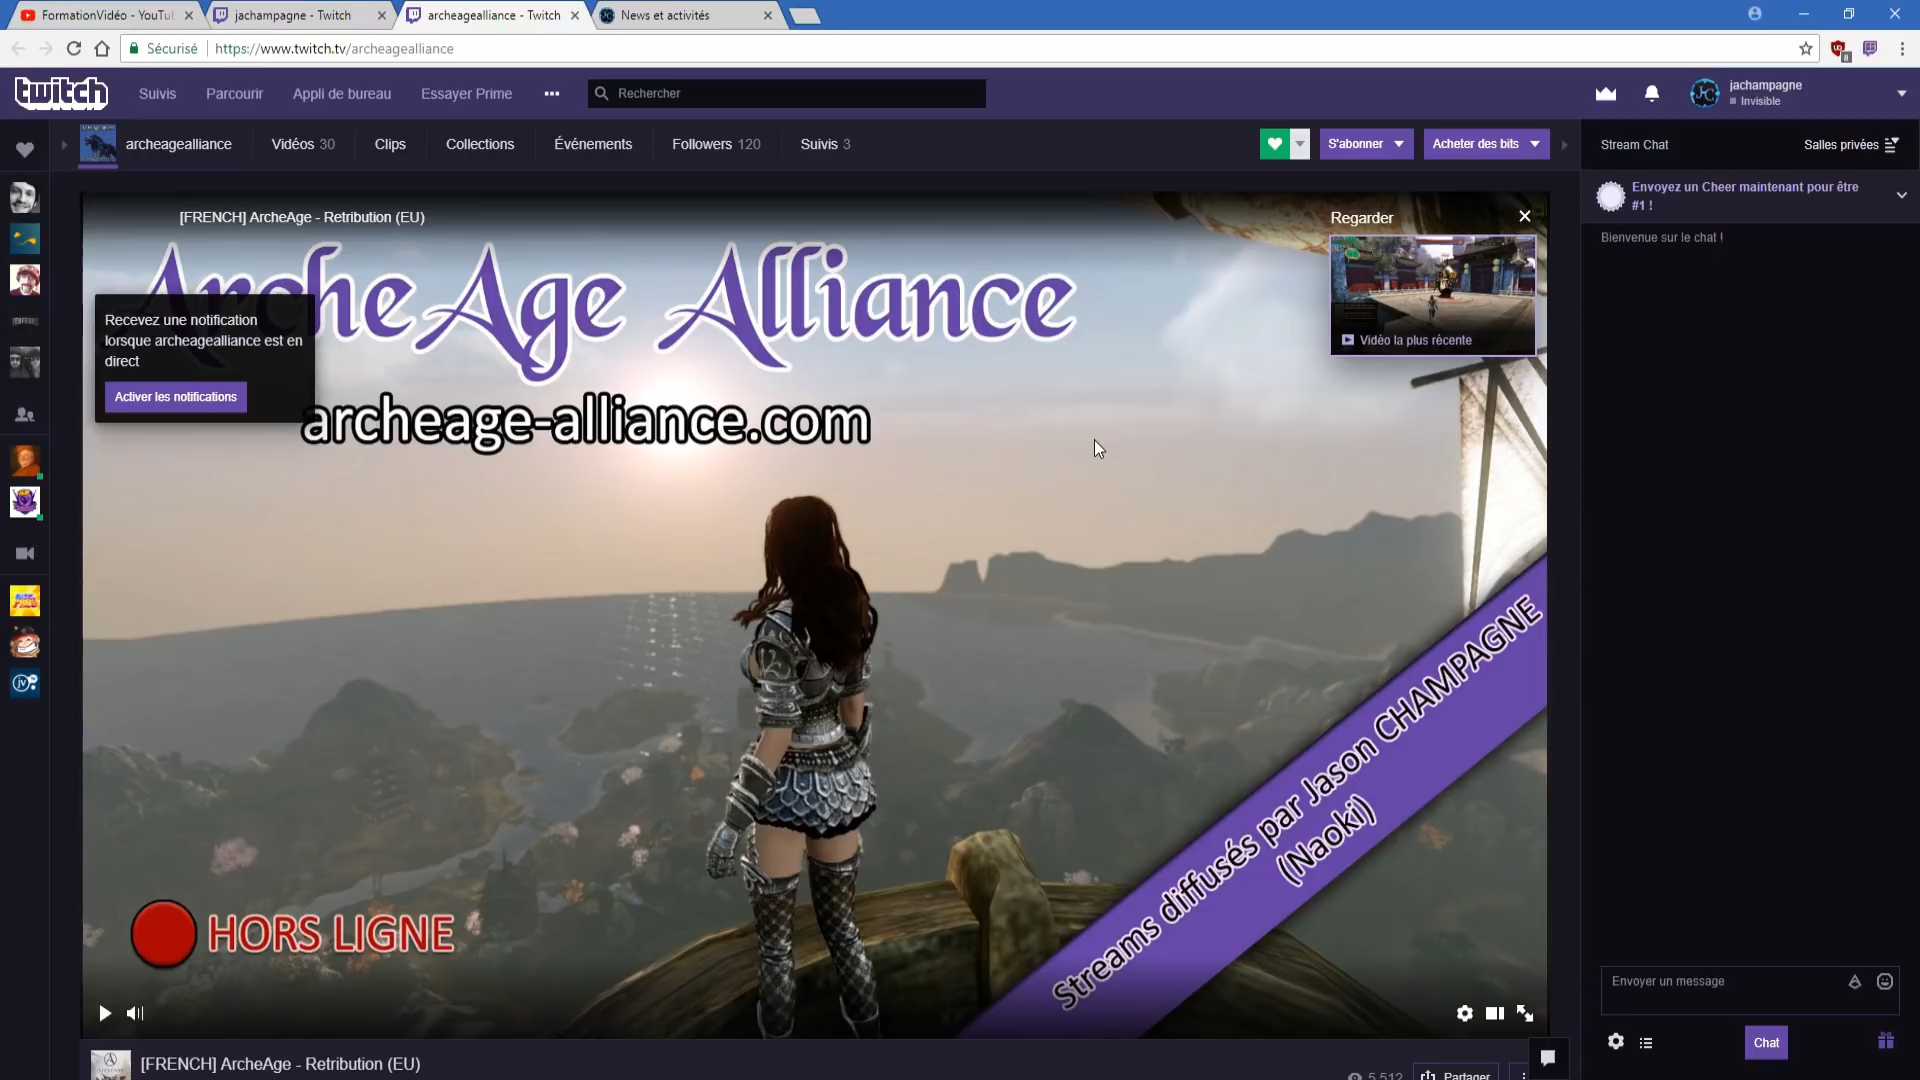 FormationVidéo - YouTu
jachampagne - Twitch
archeagealliance - Twitch
News et activités
Sécurisé
https://www.twitch.tv/archeagealliance
8
twitch
Suivis
Parcourir
Appli de bureau
Essayer Prime
Rechercher
jachampagne
Invisible
archeagealliance
Vidéos 30
Clips
Collections
Événements
Followers 120
Suivis 3
S'abonner
Acheter des bits
Stream Chat
Salles privées
Envoyez un Cheer maintenant pour être
#1 !
Bienvenue sur le chat !
[FRENCH] ArcheAge - Retribution (EU)
Regarder
Vidéo la plus récente
ArcheAge Alliance
archeage-alliance.com
Recevez une notification
lorsque archeagealliance est en
direct
Activer les notifications
Streams diffusés par Jason CHAMPAGNE
(Naoki)
HORS LIGNE
[FRENCH] ArcheAge - Retribution (EU)
5 512
Partager
Envoyer un message
Chat